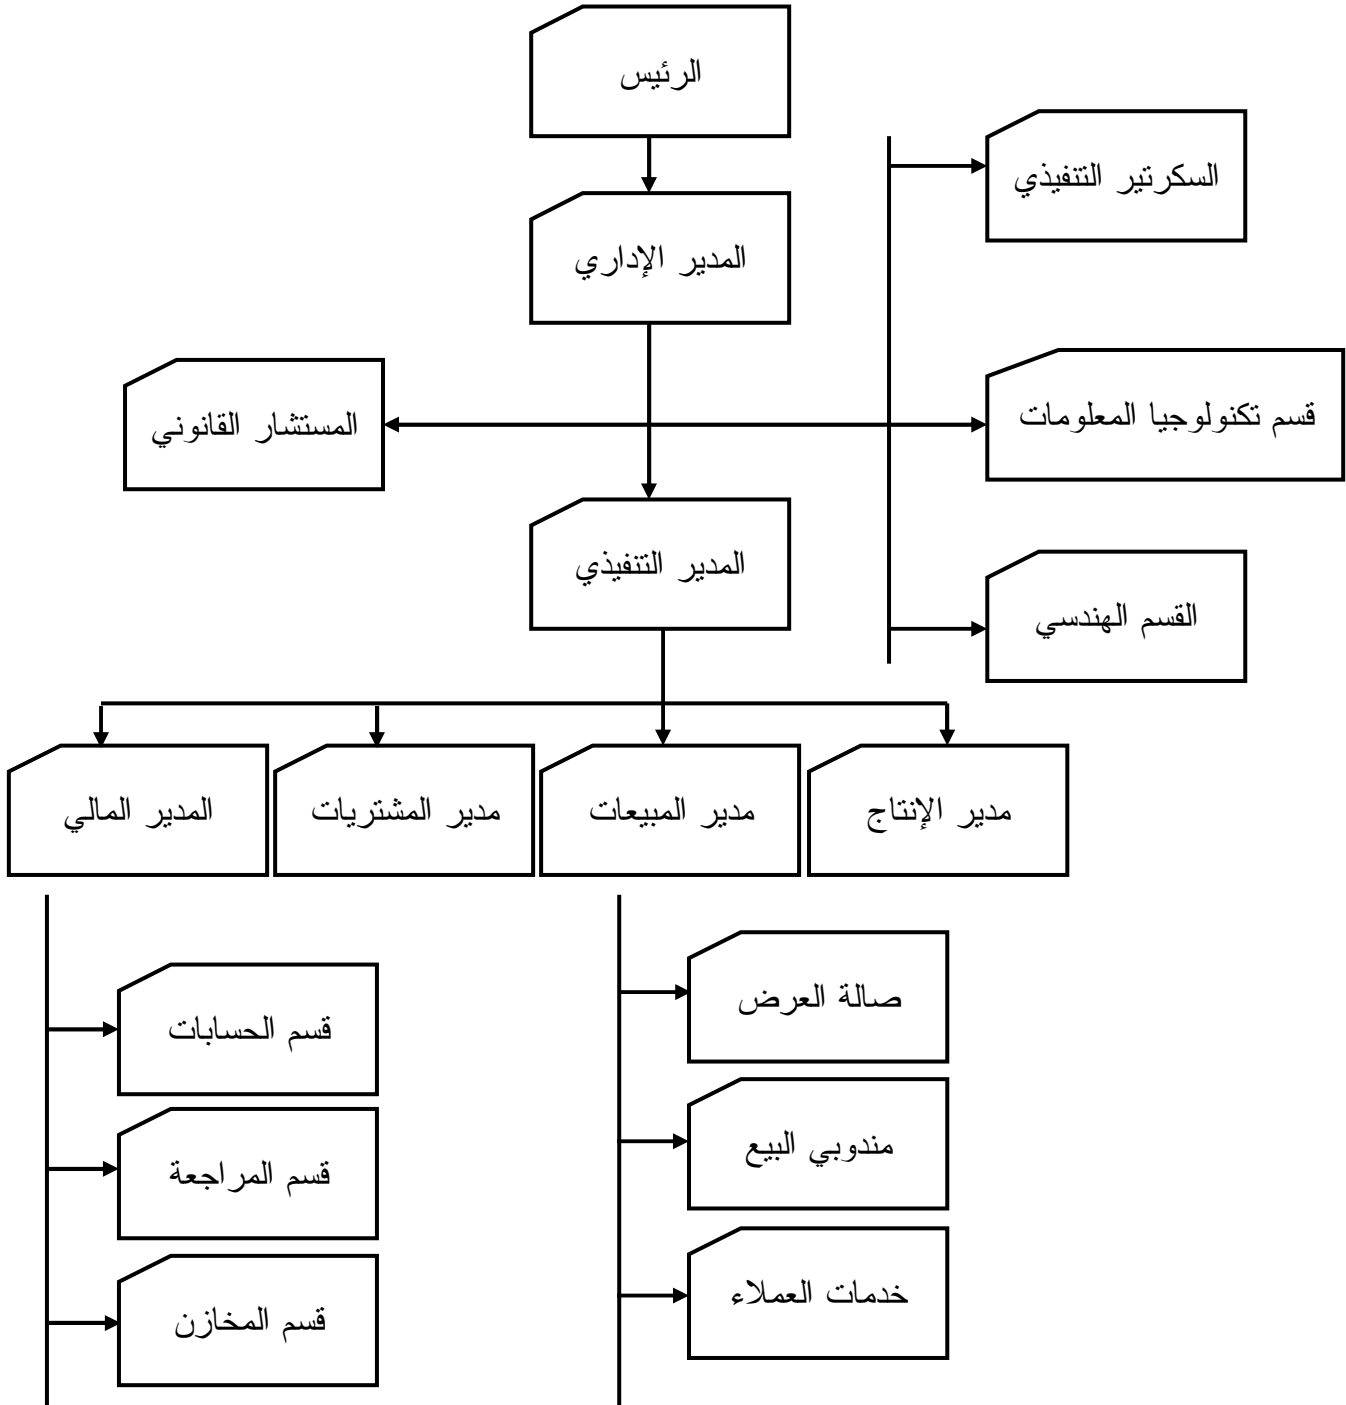 الرئيس
السكرتير التنفيذي
المدير الإداري
قسم تكنولوجيا المعلومات
المستشار القانوني
المدير التنفيذي
القسم الهندسي
مدير الإنتاج
مدير المبيعات
مدير المشتريات
المدير المالي
صالة العرض
قسم الحسابات
مندوبي البيع
قسم المراجعة
خدمات العملاء
قسم المخازن